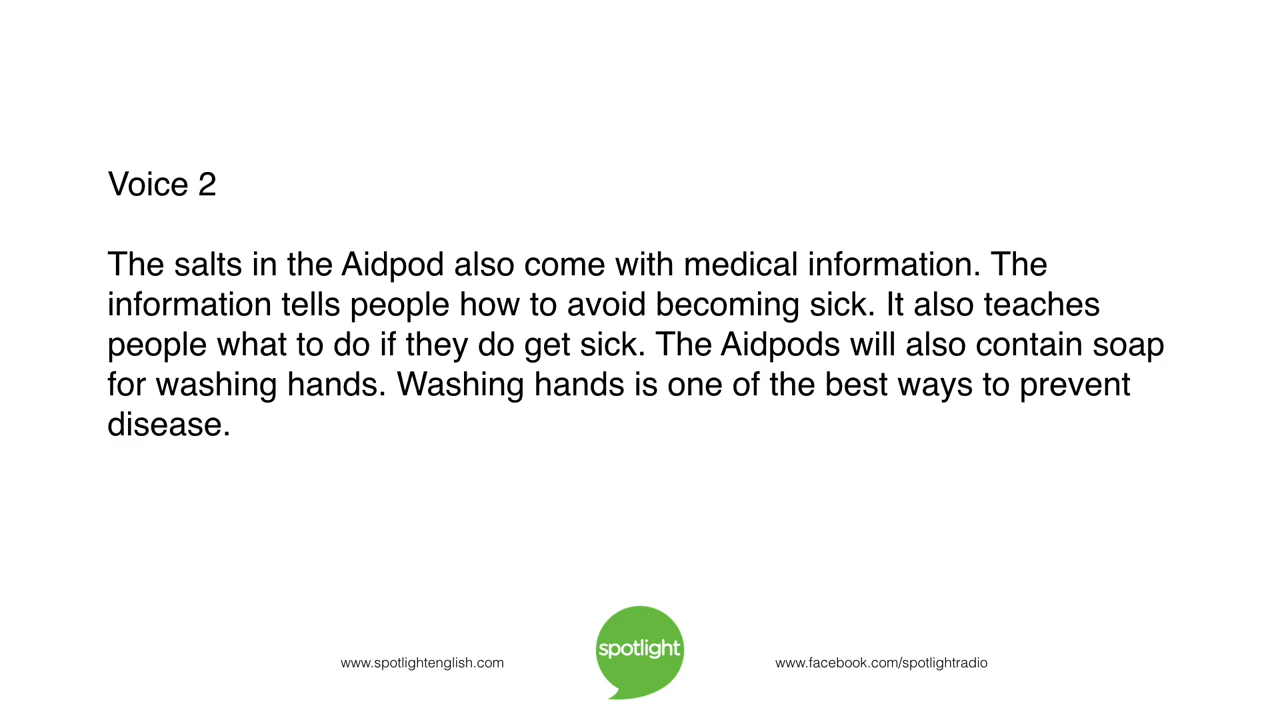 Voice 2
The salts in the Aidpod also come with medical information. The
information tells people how to avoid becoming sick. It also teaches
people what to do if they do get sick. The Aidpods will also contain soap
for washing hands. Washing hands is one of the best ways to prevent
disease.
www.spotlightenglish.com
spotlight
www.facebook.com/spotlightradio